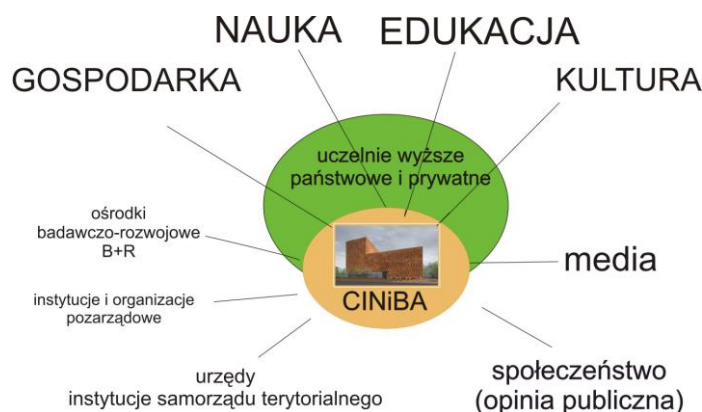 NAUKA
EDUKACJA
GOSPODARKA
KULTURA
uczelnie wyższe
państwowe i prywatne
ośrodki
badawczo-rozwojowe
B+R
media
instytucje i organizacje
pozarządowe
CINiBA
urzędy
instytucje samorządu terytorialnego
społeczeństwo
(opinia publiczna)